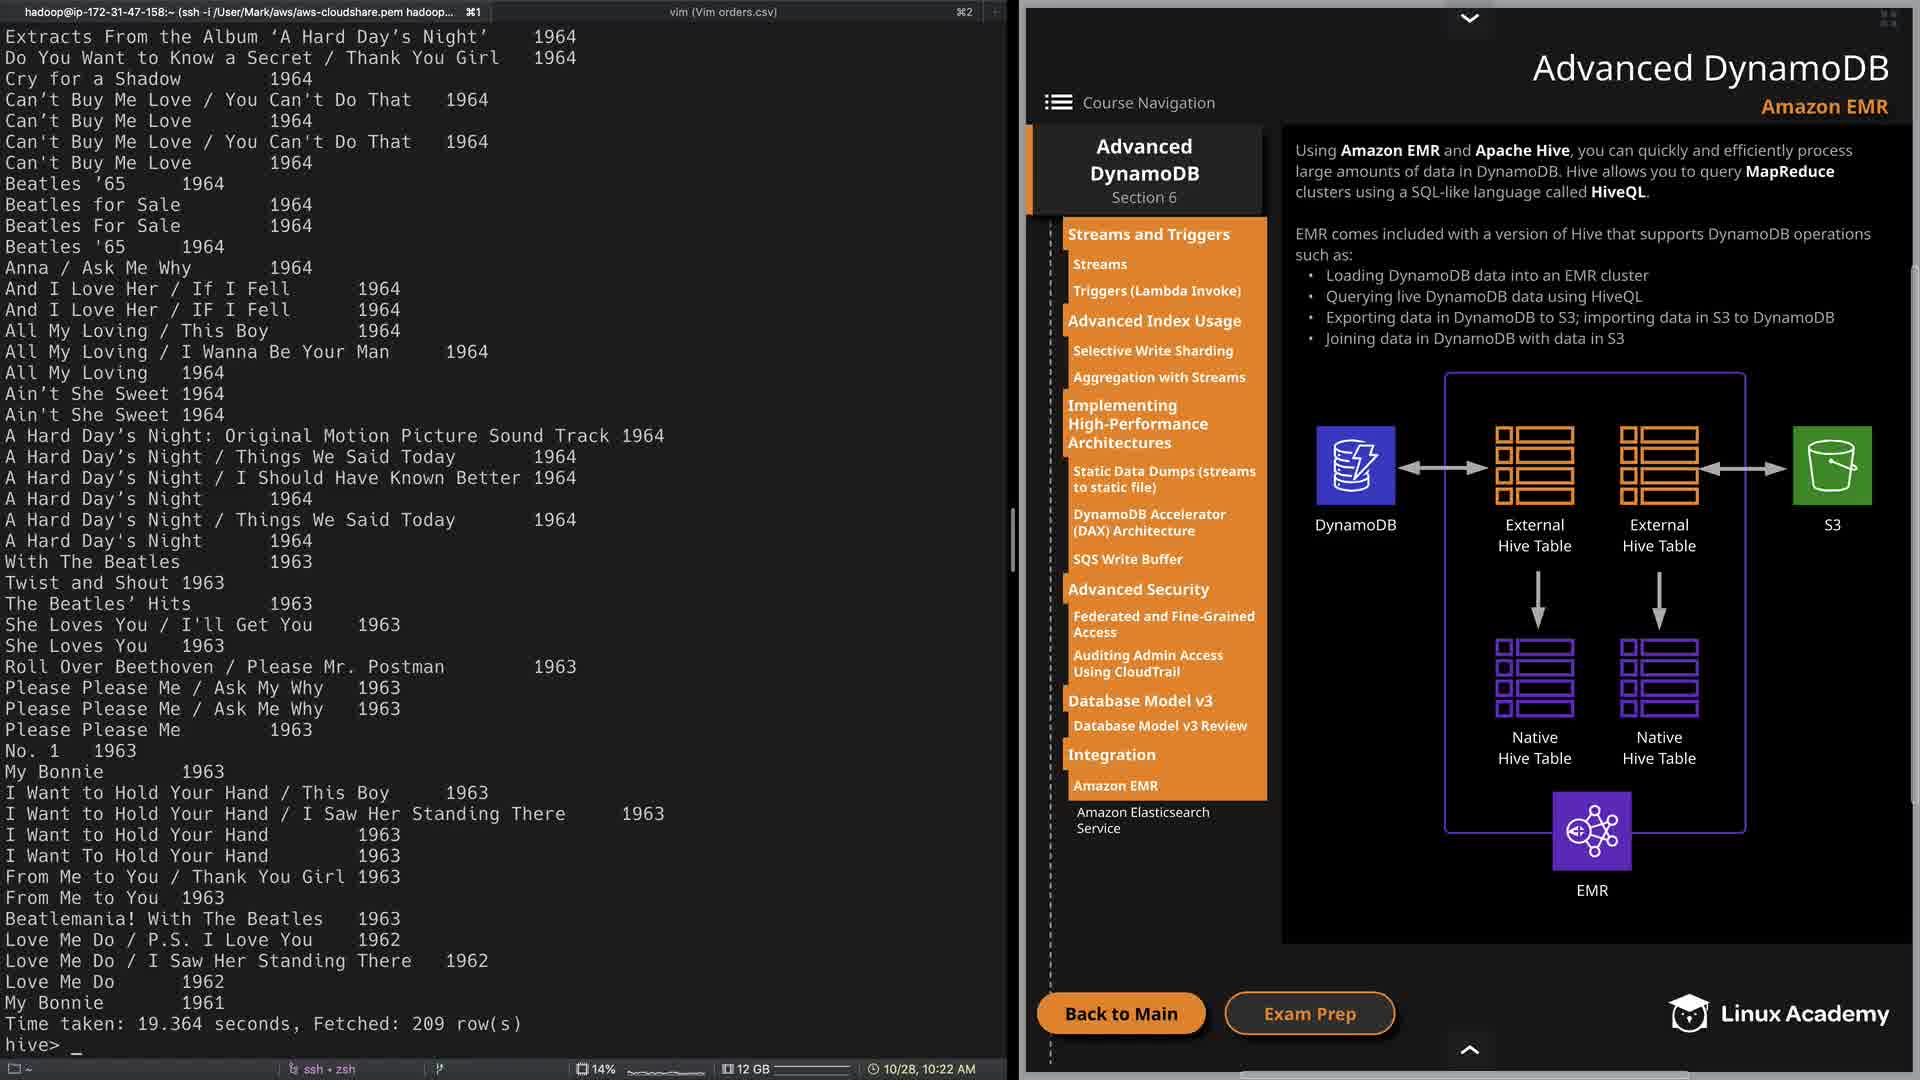 hadoop@ip-172-31-47-158:~ (ssh -i /User/Mark/aws/aws-cloudshare.pem hadoop... ⌘1
vim (Vim orders.csv) ⌘2
Extracts From the Album ‘A Hard Day’s Night’ 1964
Do You Want to Know a Secret / Thank You Girl 1964
Cry for a Shadow 1964
Can’t Buy Me Love / You Can't Do That 1964
Can’t Buy Me Love 1964
Can't Buy Me Love / You Can't Do That 1964
Can't Buy Me Love 1964
Beatles ’65 1964
Beatles for Sale 1964
Beatles For Sale 1964
Beatles '65 1964
Anna / Ask Me Why 1964
And I Love Her / If I Fell 1964
And I Love Her / IF I Fell 1964
All My Loving / This Boy 1964
All My Loving / I Wanna Be Your Man 1964
All My Loving 1964
Ain’t She Sweet 1964
Ain't She Sweet 1964
A Hard Day’s Night: Original Motion Picture Sound Track 1964
A Hard Day’s Night / Things We Said Today 1964
A Hard Day’s Night / I Should Have Known Better 1964
A Hard Day’s Night 1964
A Hard Day's Night / Things We Said Today 1964
A Hard Day's Night 1964
With The Beatles 1963
Twist and Shout 1963
The Beatles’ Hits 1963
She Loves You / I'll Get You 1963
She Loves You 1963
Roll Over Beethoven / Please Mr. Postman 1963
Please Please Me / Ask My Why 1963
Please Please Me / Ask Me Why 1963
Please Please Me 1963
No. 1 1963
My Bonnie 1963
I Want to Hold Your Hand / This Boy 1963
I Want to Hold Your Hand / I Saw Her Standing There 1963
I Want to Hold Your Hand 1963
I Want To Hold Your Hand 1963
From Me to You / Thank You Girl 1963
From Me to You 1963
Beatlemania! With The Beatles 1963
Love Me Do / P.S. I Love You 1962
Love Me Do / I Saw Her Standing There 1962
Love Me Do 1962
My Bonnie 1961
Time taken: 19.364 seconds, Fetched: 209 row(s)
hive> _
~ ssh • zsh 14% 12 GB 10/28, 10:22 AM
Advanced DynamoDB
Amazon EMR
Course Navigation
Advanced
DynamoDB
Section 6
Streams and Triggers
Streams
Triggers (Lambda Invoke)
Advanced Index Usage
Selective Write Sharding
Aggregation with Streams
Implementing
High-Performance
Architectures
Static Data Dumps (streams
to static file)
DynamoDB Accelerator
(DAX) Architecture
SQS Write Buffer
Advanced Security
Federated and Fine-Grained
Access
Auditing Admin Access
Using CloudTrail
Database Model v3
Database Model v3 Review
Integration
Amazon EMR
Amazon Elasticsearch
Service
Using Amazon EMR and Apache Hive, you can quickly and efficiently process
large amounts of data in DynamoDB. Hive allows you to query MapReduce
clusters using a SQL-like language called HiveQL.
EMR comes included with a version of Hive that supports DynamoDB operations
such as:
• Loading DynamoDB data into an EMR cluster
• Querying live DynamoDB data using HiveQL
• Exporting data in DynamoDB to S3; importing data in S3 to DynamoDB
• Joining data in DynamoDB with data in S3
DynamoDB
External
Hive Table
External
Hive Table
S3
Native
Hive Table
Native
Hive Table
EMR
Back to Main
Exam Prep
Linux Academy